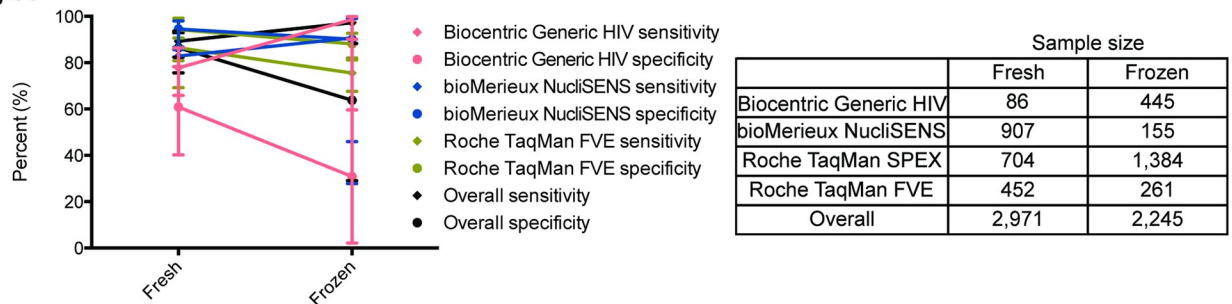 100
80
60
40
20
0
Percent (%)
Fresh
Frozen
Biocentric Generic HIV sensitivity
Biocentric Generic HIV specificity
bioMerieux NucliSENS sensitivity
bioMerieux NucliSENS specificity
Roche TaqMan FVE sensitivity
Roche TaqMan FVE specificity
Overall sensitivity
Overall specificity
Sample size
Fresh Frozen
Biocentric Generic HIV 86 445
bioMerieux NucliSENS 907 155
Roche TaqMan SPEX 704 1,384
Roche TaqMan FVE 452 261
Overall 2,971 2,245